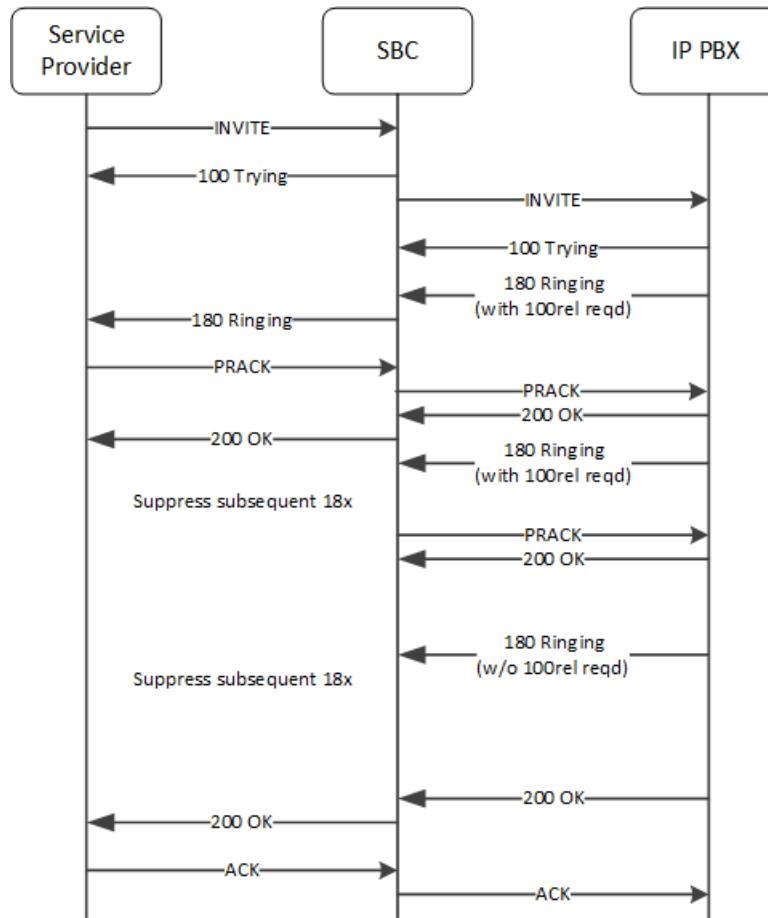 Service
Provider
SBC
IP PBX
INVITE
100 Trying
INVITE
100 Trying
180 Ringing
(with 100rel reqd)
180 Ringing
PRACK
PRACK
200 OK
200 OK
180 Ringing
(with 100rel reqd)
Suppress subsequent 18x
PRACK
200 OK
180 Ringing
(w/o 100rel reqd)
Suppress subsequent 18x
200 OK
200 OK
ACK
ACK